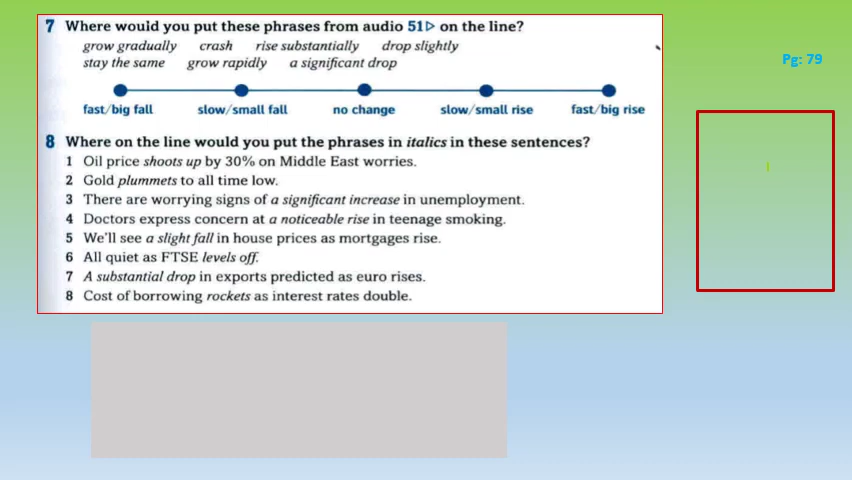 7 Where would you put these phrases from audio 51▷ on the line?
grow gradually crash rise substantially drop slightly
stay the same grow rapidly a significant drop
fast/big fall slow/small fall no change slow/small rise fast/big rise
8 Where on the line would you put the phrases in italics in these sentences?
1 Oil price shoots up by 30% on Middle East worries.
2 Gold plummets to all time low.
3 There are worrying signs of a significant increase in unemployment.
4 Doctors express concern at a noticeable rise in teenage smoking.
5 We'll see a slight fall in house prices as mortgages rise.
6 All quiet as FTSE levels off.
7 A substantial drop in exports predicted as euro rises.
8 Cost of borrowing rockets as interest rates double.
Pg: 79